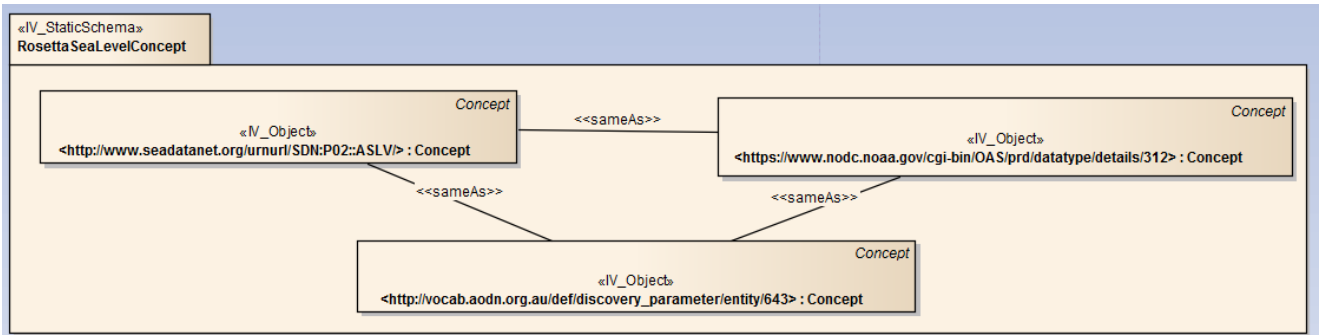 «IV_StaticSchema»
RosettaSeaLevelConcept
Concept
«IV_Object»
<http://www.seadatanet.org/urnurl/SDN:P02::ASLV/> : Concept
<<sameAs>>
Concept
«IV_Object»
<https://www.nodc.noaa.gov/cgi-bin/OAS/prd/datatype/details/312> : Concept
<<sameAs>>
<<sameAs>>
Concept
«IV_Object»
<http://vocab.aodn.org.au/def/discovery_parameter/entity/643> : Concept